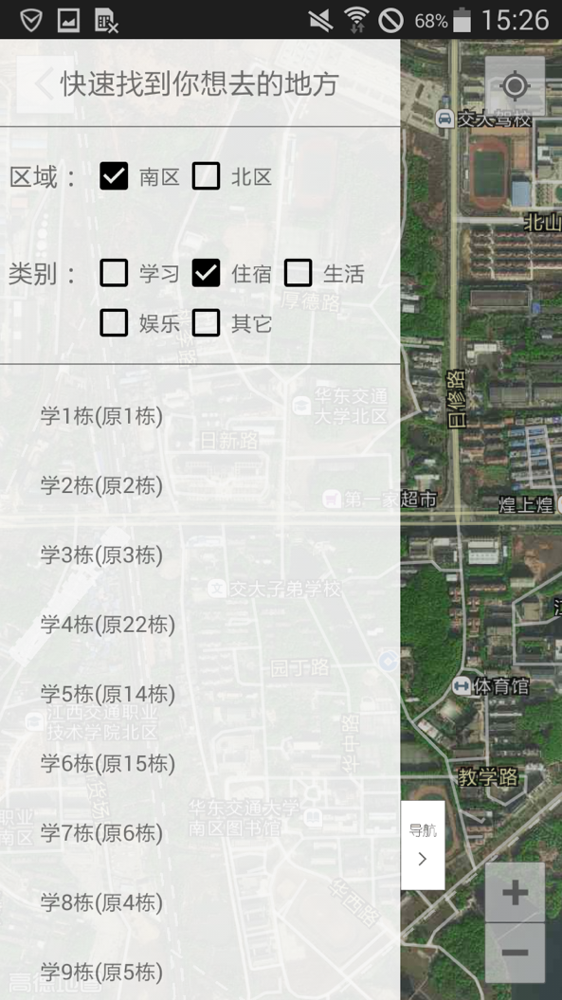 68% 15:26
快速找到你想去的地方
交大驾校
区域： 南区 北区
北山
类别： 学习 住宿 生活
厚德路
娱乐 其它
日修路
华东交通
大学北区
学1栋(原1栋)
日新路
学2栋(原2栋)
第一家超市
煌上煌
学3栋(原3栋)
交大子弟学校
学4栋(原22栋)
园丁路
体育馆
学5栋(原14栋)
江西交通职业
技术学院北区
华中路
学6栋(原15栋)
教学路
华东交通大学
南区图书馆
职业
南区
导航
学7栋(原6栋)
华西路
学8栋(原4栋)
学9栋(原5栋)
高德地图